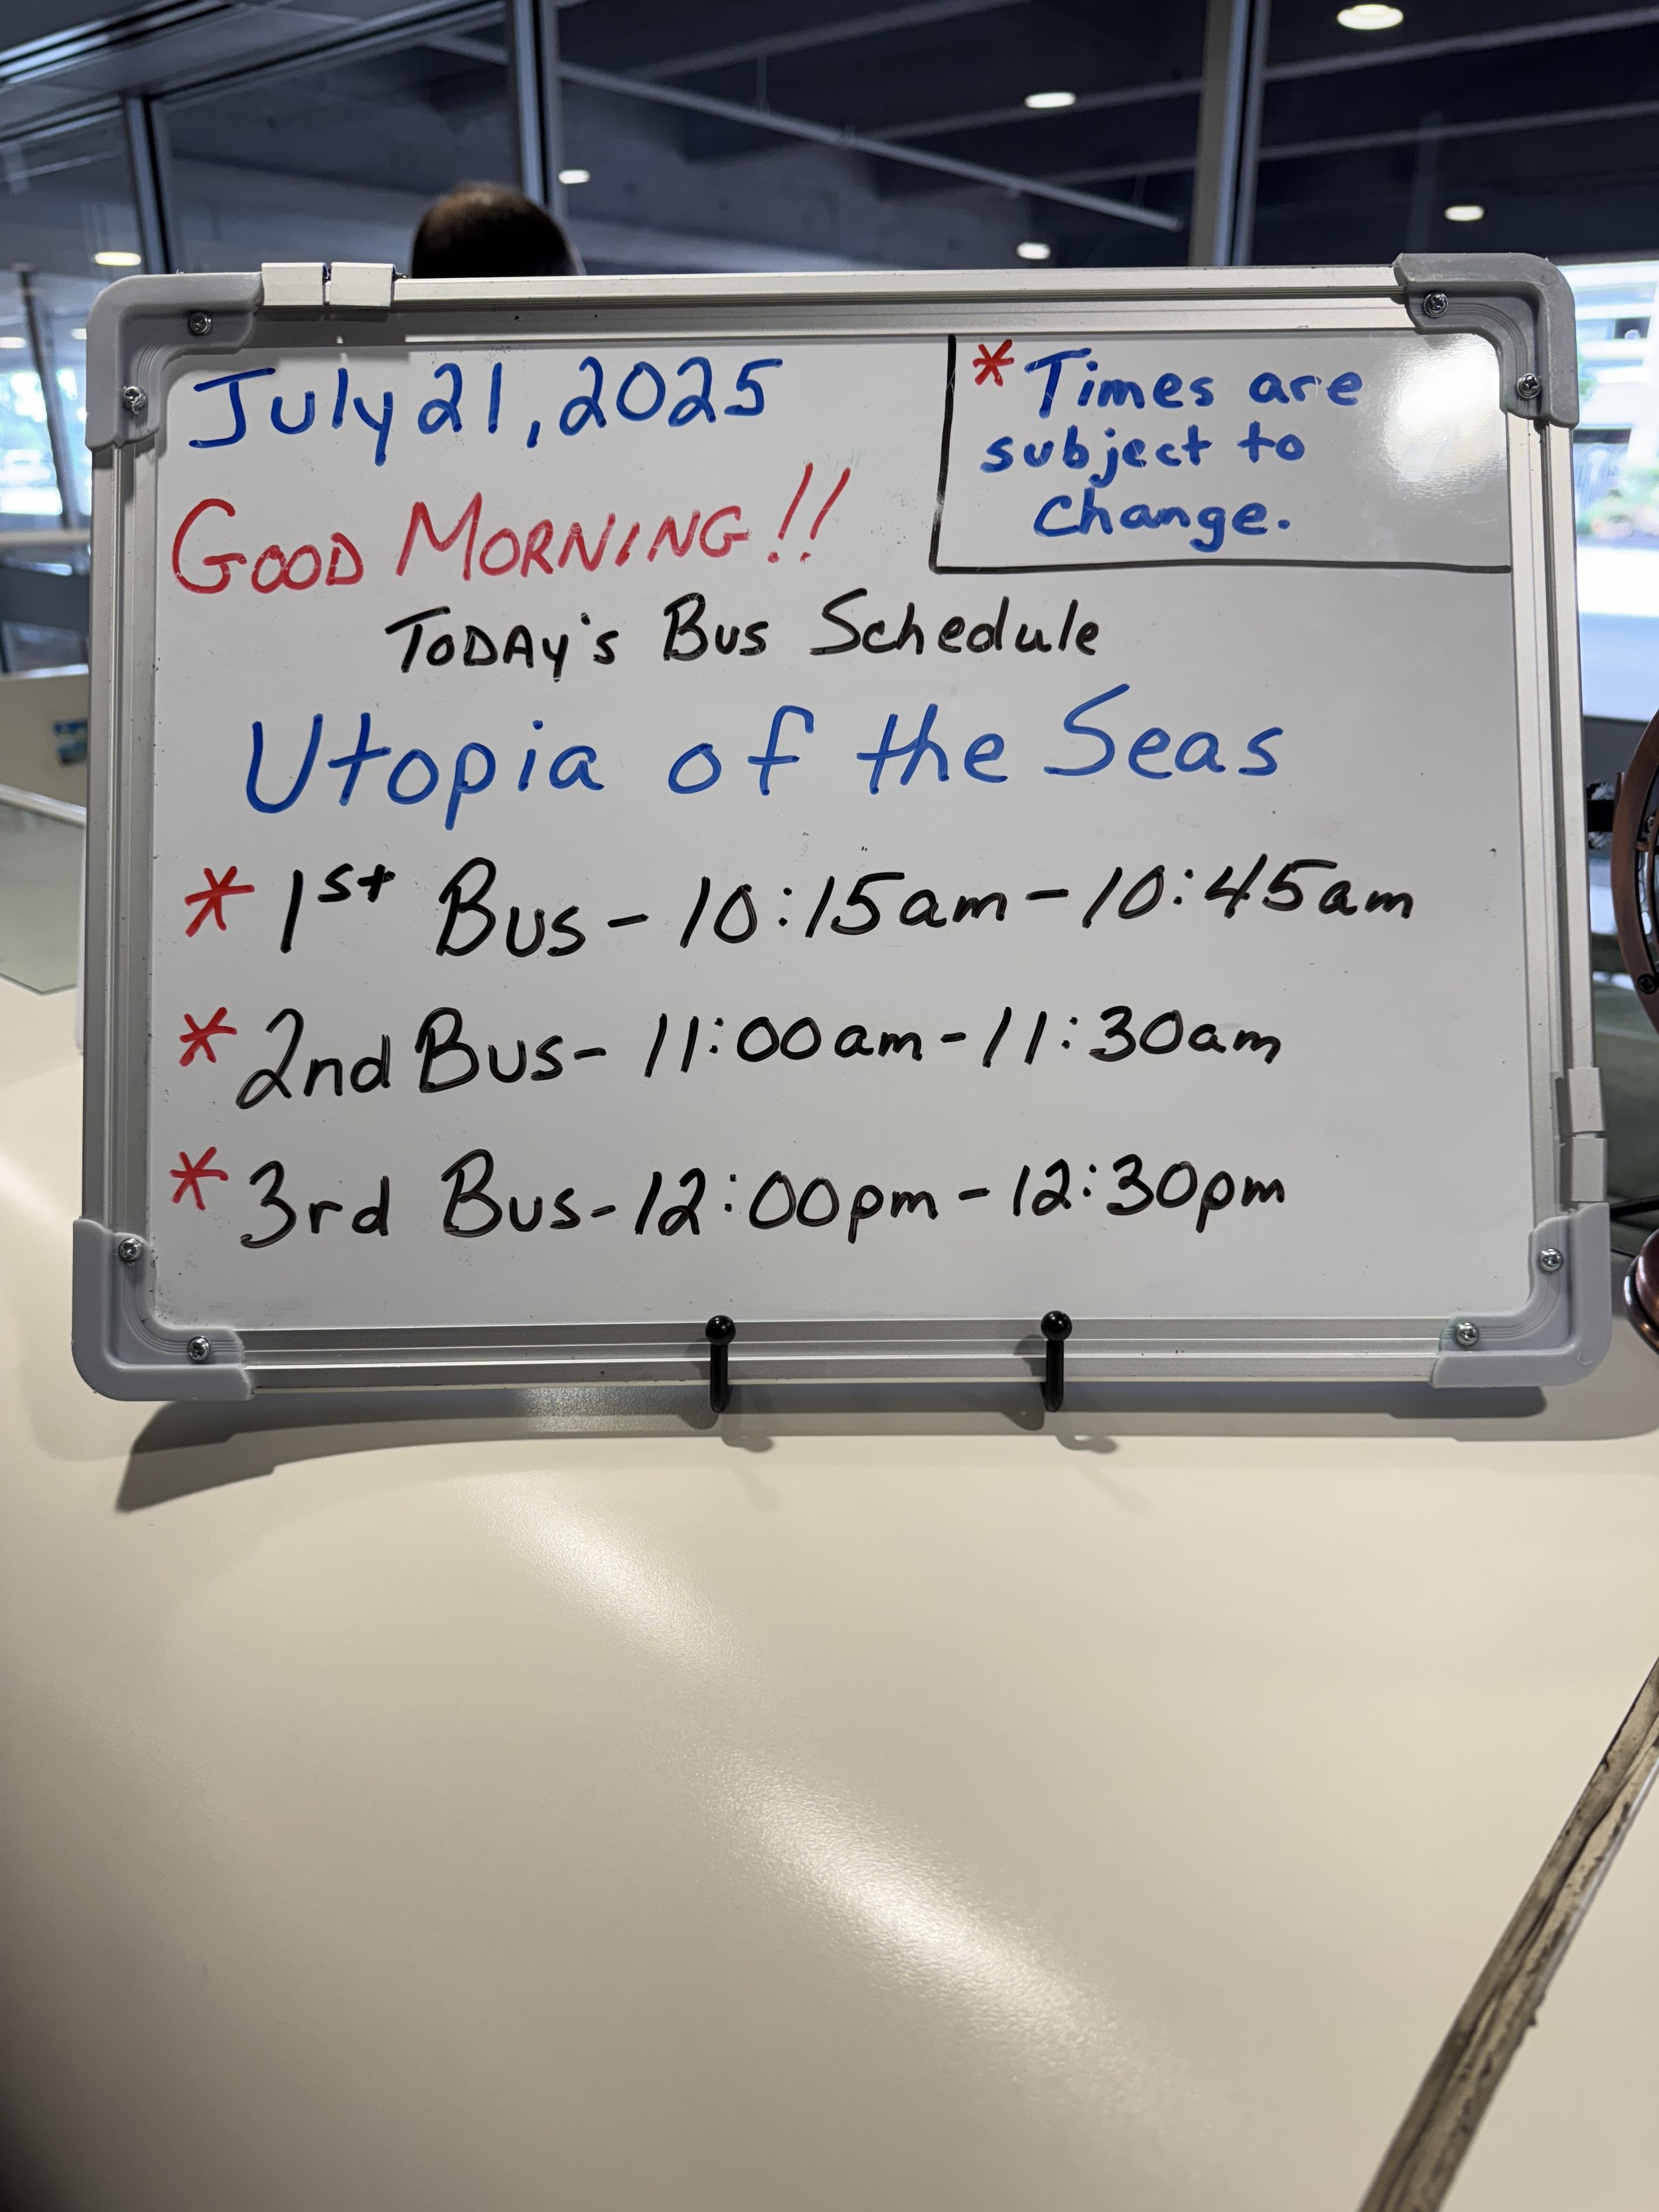 July 21, 2025
* Times are
subject to
Change.
GOOD MORNING!!
TODAY's Bus Schedule
Utopia of the Seas
* 1st Bus - 10:15am - 10:45am
* 2nd Bus - 11:00am - 11:30am
* 3rd Bus - 12:00pm - 12:30pm